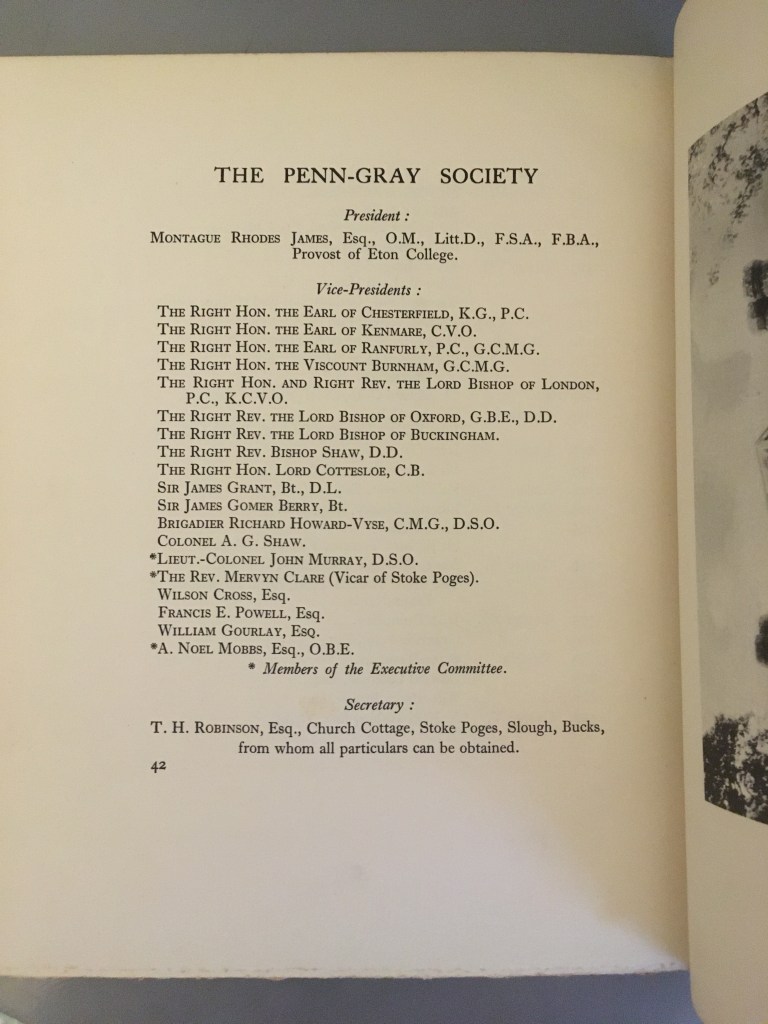 THE PENN-GRAY SOCIETY
President :
MONTAGUE RHODES JAMES, Esq., O.M., Litt.D., F.S.A., F.B.A.,
Provost of Eton College.
Vice-Presidents :
THE RIGHT HON. THE EARL OF CHESTERFIELD, K.G., P.C.
THE RIGHT HON. THE EARL OF KENMARE, C.V.O.
THE RIGHT HON. THE EARL OF RANFURLY, P.C., G.C.M.G.
THE RIGHT HON. THE VISCOUNT BURNHAM, G.C.M.G.
THE RIGHT HON. AND RIGHT REV. THE LORD BISHOP OF LONDON,
P.C., K.C.V.O.
THE RIGHT REV. THE LORD BISHOP OF OXFORD, G.B.E., D.D.
THE RIGHT REV. THE LORD BISHOP OF BUCKINGHAM.
THE RIGHT REV. BISHOP SHAW, D.D.
THE RIGHT HON. LORD COTTESLOE, C.B.
SIR JAMES GRANT, Bt., D.L.
SIR JAMES GOMER BERRY, Bt.
BRIGADIER RICHARD HOWARD-VYSE, C.M.G., D.S.O.
COLONEL A. G. SHAW.
*LIEUT.-COLONEL JOHN MURRAY, D.S.O.
*THE REV. MERVYN CLARE (Vicar of Stoke Poges).
WILSON CROSS, Esq.
FRANCIS E. POWELL, Esq.
WILLIAM GOURLAY, ESQ.
*A. NOEL MOBBS, Esq., O.B.E.
* Members of the Executive Committee.
Secretary :
T. H. ROBINSON, Esq., Church Cottage, Stoke Poges, Slough, Bucks,
from whom all particulars can be obtained.
42